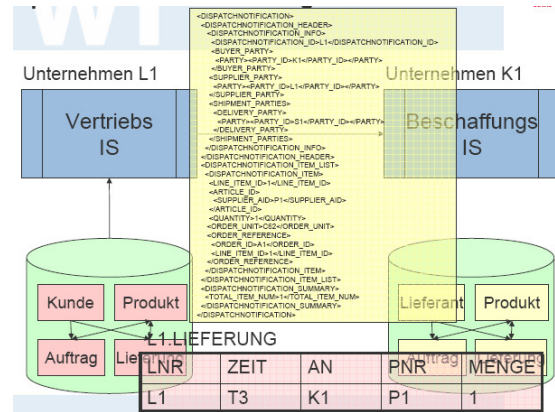 <DISPATCHNOTIFICATION>
<DISPATCHNOTIFICATION_HEADER>
<DISPATCHNOTIFICATION_INFO>
<DISPATCHNOTIFICATION_ID>L1</DISPATCHNOTIFICATION_ID>
<BUYER_PARTY>
<PARTY><PARTY_ID>K1</PARTY_ID></PARTY>
</BUYER_PARTY>
<SUPPLIER_PARTY>
<PARTY><PARTY_ID>L1</PARTY_ID></PARTY>
</SUPPLIER_PARTY>
<SHIPMENT_PARTIES>
<DELIVERY_PARTY>
<PARTY><PARTY_ID>S1</PARTY_ID></PARTY>
</DELIVERY_PARTY>
</SHIPMENT_PARTIES>
</DISPATCHNOTIFICATION_INFO>
</DISPATCHNOTIFICATION_HEADER>
<DISPATCHNOTIFICATION_ITEM_LIST>
<DISPATCHNOTIFICATION_ITEM>
<LINE_ITEM_ID>1</LINE_ITEM_ID>
<ARTICLE_ID>
<SUPPLIER_AID>P1</SUPPLIER_AID>
</ARTICLE_ID>
<QUANTITY>1</QUANTITY>
<ORDER_UNIT>C62</ORDER_UNIT>
<ORDER_REFERENCE>
<ORDER_ID>A1</ORDER_ID>
<LINE_ITEM_ID>1</LINE_ITEM_ID>
</ORDER_REFERENCE>
</DISPATCHNOTIFICATION_ITEM>
</DISPATCHNOTIFICATION_ITEM_LIST>
<DISPATCHNOTIFICATION_SUMMARY>
<TOTAL_ITEM_NUM>1</TOTAL_ITEM_NUM>
</DISPATCHNOTIFICATION_SUMMARY>
</DISPATCHNOTIFICATION>
Unternehmen L1
Unternehmen K1
Vertriebs
IS
Beschaffungs
IS
Kunde Produkt
Auftrag Lieferung
Lieferant Produkt
Auftrag Lieferung
L1.LIEFERUNG
LNR ZEIT AN PNR MENGE
L1 T3 K1 P1 1